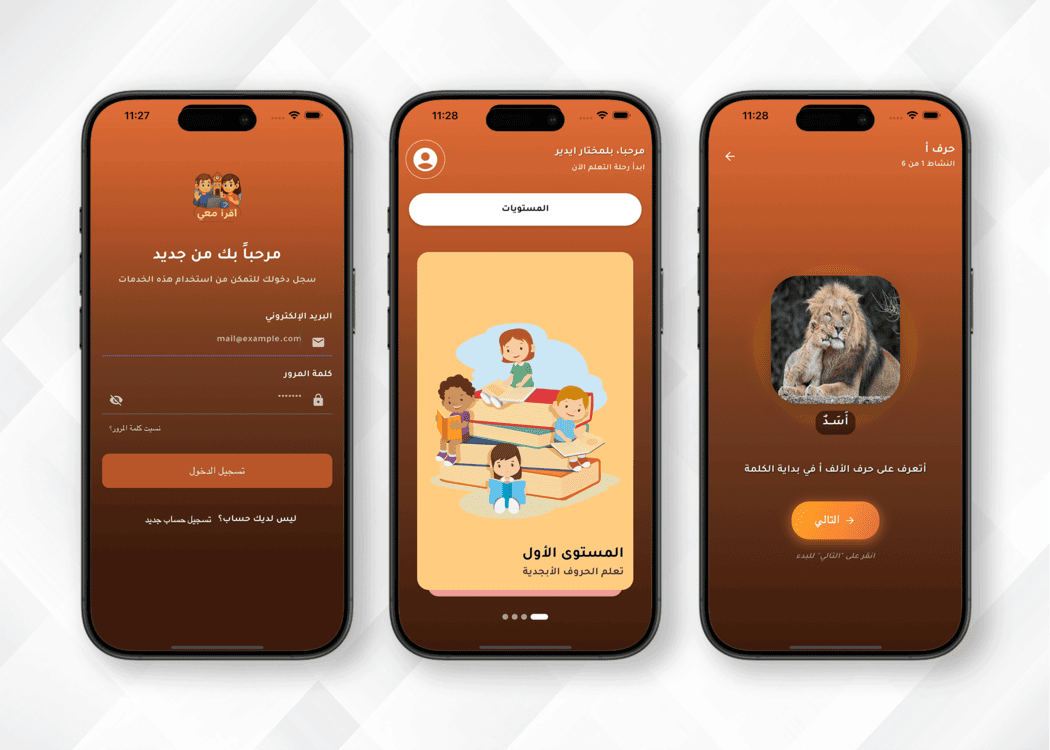 11:27
اقرأ معي
مرحباً بك من جديد
سجل دخولك للتمكن من استخدام هذه الخدمات
البريد الإلكتروني
mail@example.com
كلمة المرور
•••••••
نسيت كلمة المرور؟
تسجيل الدخول
ليس لديك حساب؟ تسجيل حساب جديد
11:28
مرحبا، بلمختار ايدير
ابدأ رحلة التعلم الآن
المستويات
المستوى الأول
تعلم الحروف الأبجدية
11:28
حرف أ
النشاط 1 من 6
أَسَـدٌ
أتعرف على حرف الألف أ في بداية الكلمة
التالي
انقر على "التالي" للبدء